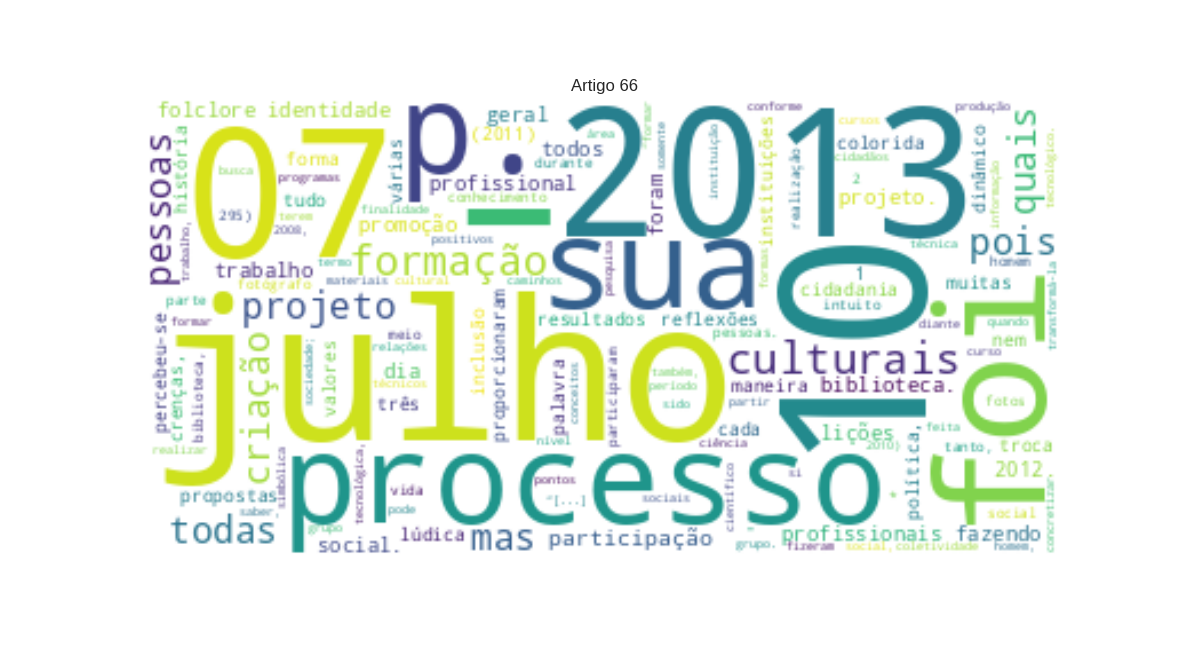 Artigo 66
folclore identidade
07
p.
–
2013
10
julho
sua
processo
foi
pessoas
história
trabalho,
busca
295)
forma
programas
tudo
terem
2008,
termo
trabalho
fotógrafo
várias
finalidade
promoção
formação
materiais
cultural
caminhos
geral
(2011)
todos
durante
profissional
conhecimento
positivos
área
formar
somente
foram
instituição
pesquisa
conforme
produção
cursos
colorida
cidadãos
2
projeto.
instituições
realização
formas
dinâmico
informação
quais
tecnológico.
técnica
pois
homem
muitas
1
cidadania
intuito
diante
quando
nem
curso
transformá-la
parte
formar
projeto
percebeu-se
crenças,
biblioteca,
realizar
criação
sociedade;
valores
meio
relações
dia
técnicos
três
inclusão
proporcionaram
resultados
reflexões
pessoas.
palavra
conceitos
participaram
também,
período
sido
nível
culturais
maneira
biblioteca.
partir
cada
ciência
lições
2010)
feita
fotos
tanto,
troca
2012.
social
política,
si
científico
sociais
pontos
"[...]
vida
pode
tecnológica,
simbólica
propostas
saber,
grupo
todas
social.
lúdica
mas
participação
grupo.
profissionais
fizeram
social,
coletividade
fazendo
homem,
concretizar.